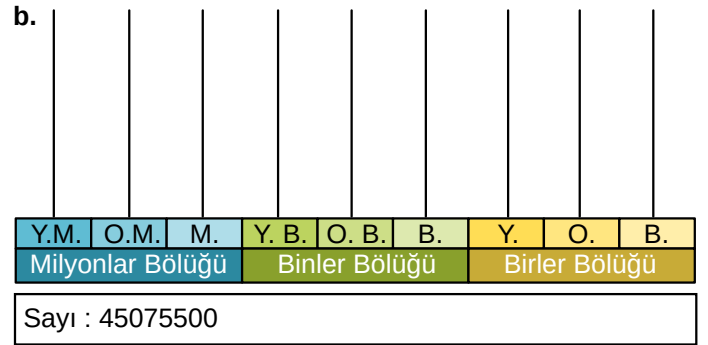 b.
Y.M. O.M. M. Y. B. O. B. B. Y. O. B.
Milyonlar Bölüğü Binler Bölüğü Birler Bölüğü
Sayı : 45075500